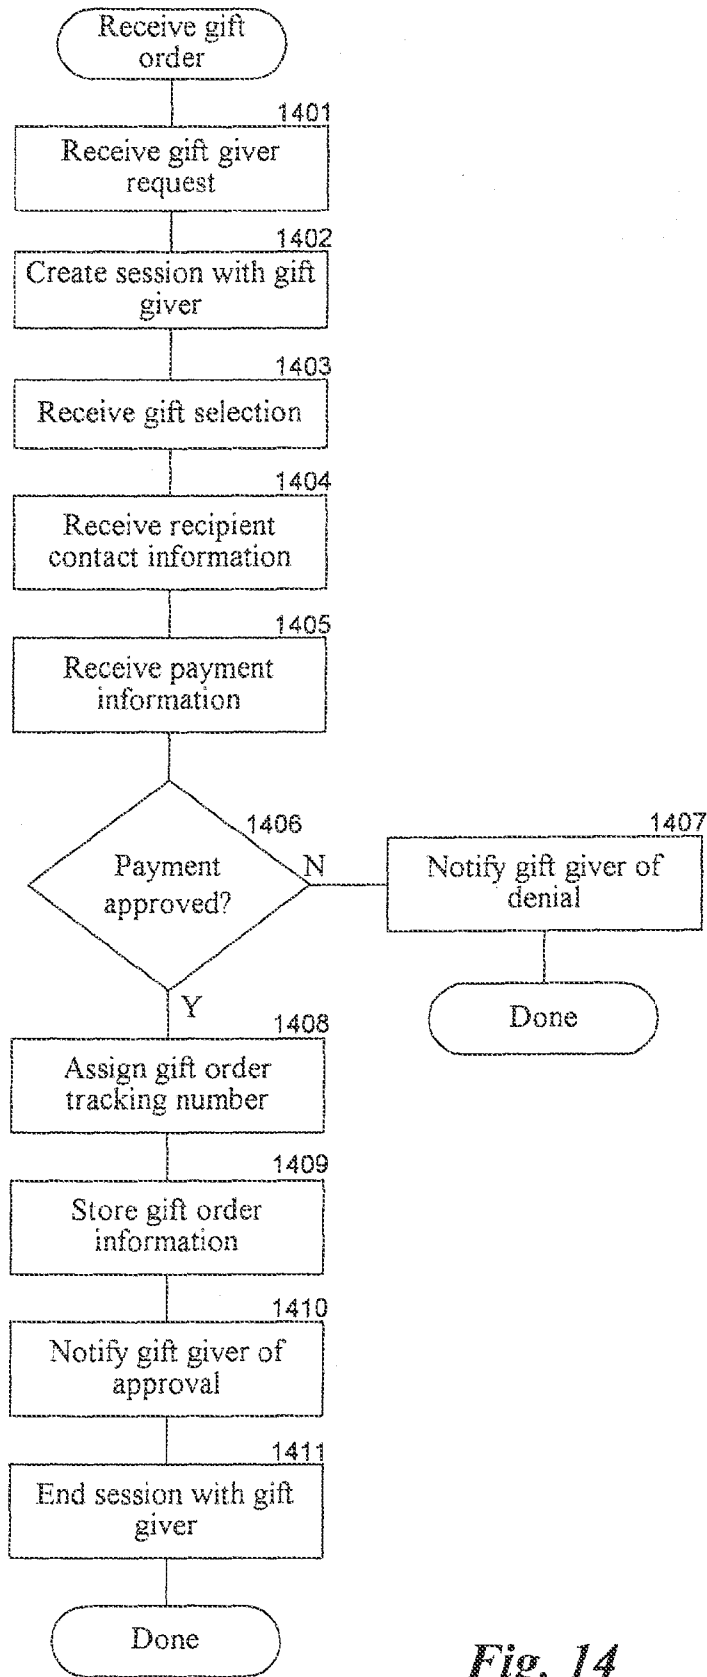 Receive gift
order
1401
Receive gift giver
request
1402
Create session with gift
giver
1403
Receive gift selection
1404
Receive recipient
contact information
1405
Receive payment
information
1406
Payment
approved?
N
1407
Notify gift giver of
denial
Done
Y
1408
Assign gift order
tracking number
1409
Store gift order
information
1410
Notify gift giver of
approval
1411
End session with gift
giver
Done
Fig. 14